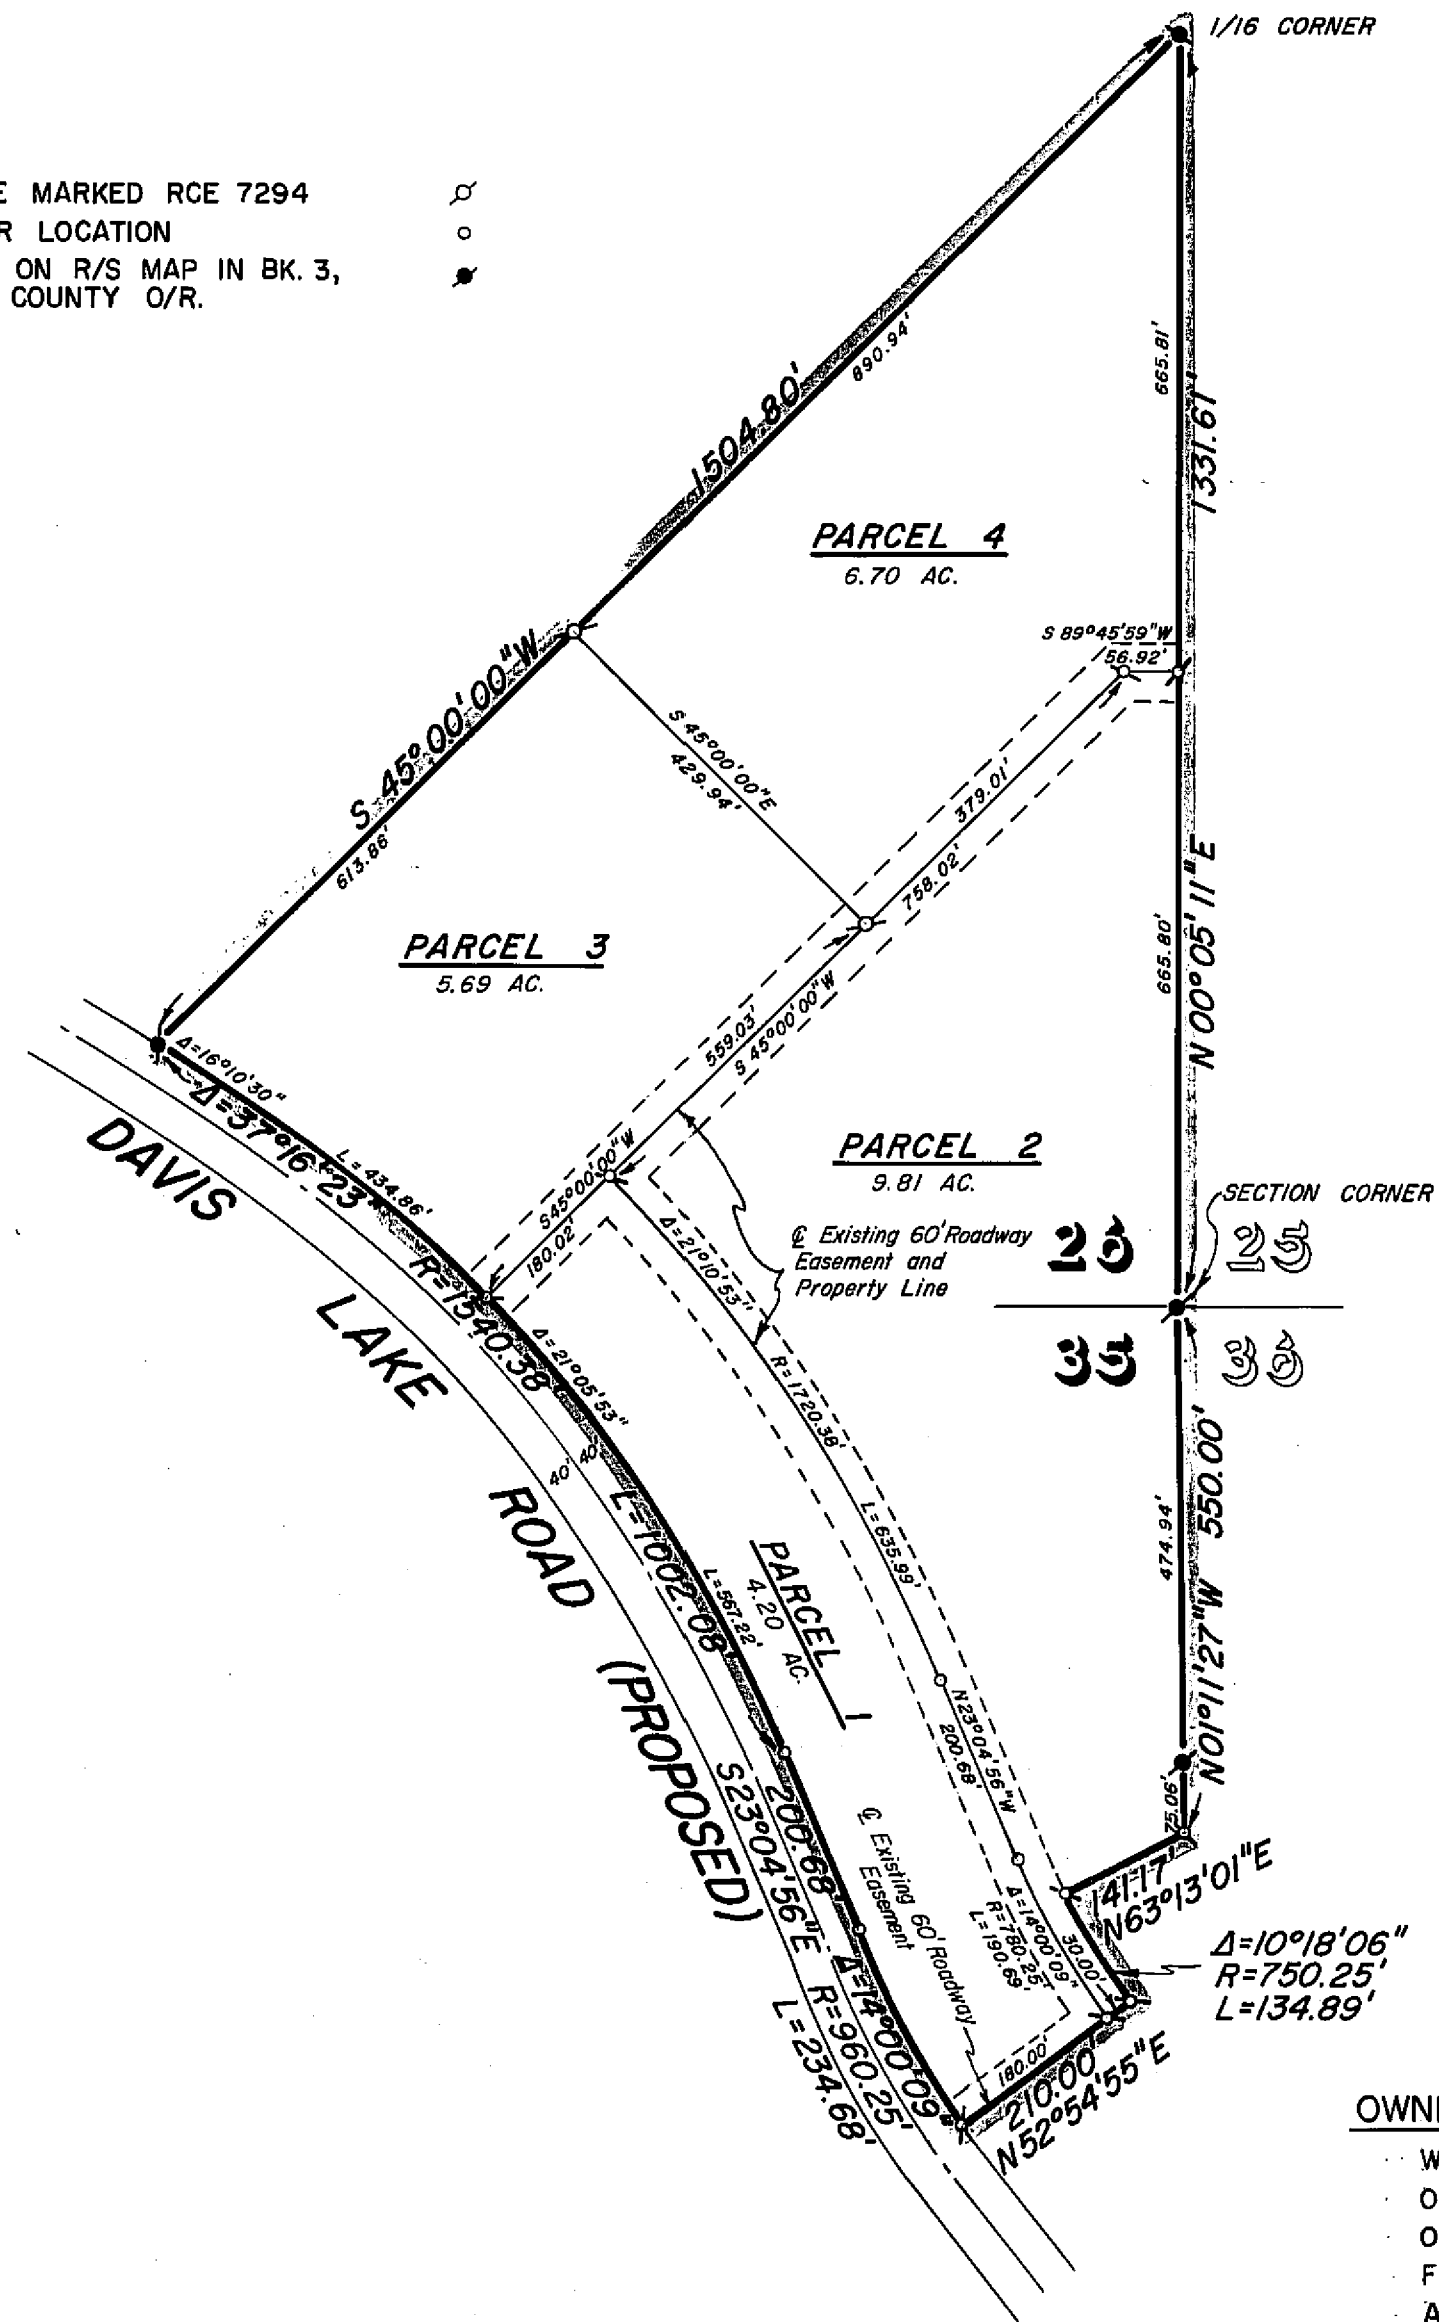 1/16 CORNER
E MARKED RCE 7294
R LOCATION
ON R/S MAP IN BK. 3,
COUNTY O/R.
890.94'
1504.80'
665.81'
1331.61'
PARCEL 4
6.70 AC.
S 89°45'59"W
56.92'
S 45°00'00"W
613.86'
S 45°00'00"E
429.94'
379.01'
758.02'
665.80'
N 00°05'11"E
PARCEL 3
5.69 AC.
559.03'
S 45°00'00"W
Δ=16°10'30"
Δ=37°16'23"
L=434.86'
R=1540.38'
S45°00'00"W
180.02'
PARCEL 2
9.81 AC.
SECTION CORNER
℄ Existing 60' Roadway
Easement and
Property Line
26 25
35 36
DAVIS
LAKE
ROAD
(PROPOSED)
Δ=21°10'53"
R=1720.38'
L=635.99'
Δ=21°05'53"
40' 40'
L=1002.08'
L=567.22'
PARCEL 1
4.20 AC.
474.94'
N01°11'27"W 550.00'
N23°04'56"W
200.68'
75.06'
200.68'
S23°04'56"E
℄ Existing 60' Roadway
Easement
141.17'
N63°13'01"E
Δ=14°00'09"
R=780.25'
L=190.69'
30.00'
Δ=10°18'06"
R=750.25'
L=134.89'
Δ=14°00'09"
R=960.25'
L=234.68'
180.00'
210.00'
N52°54'55"E
OWN
W
O
O
F
A